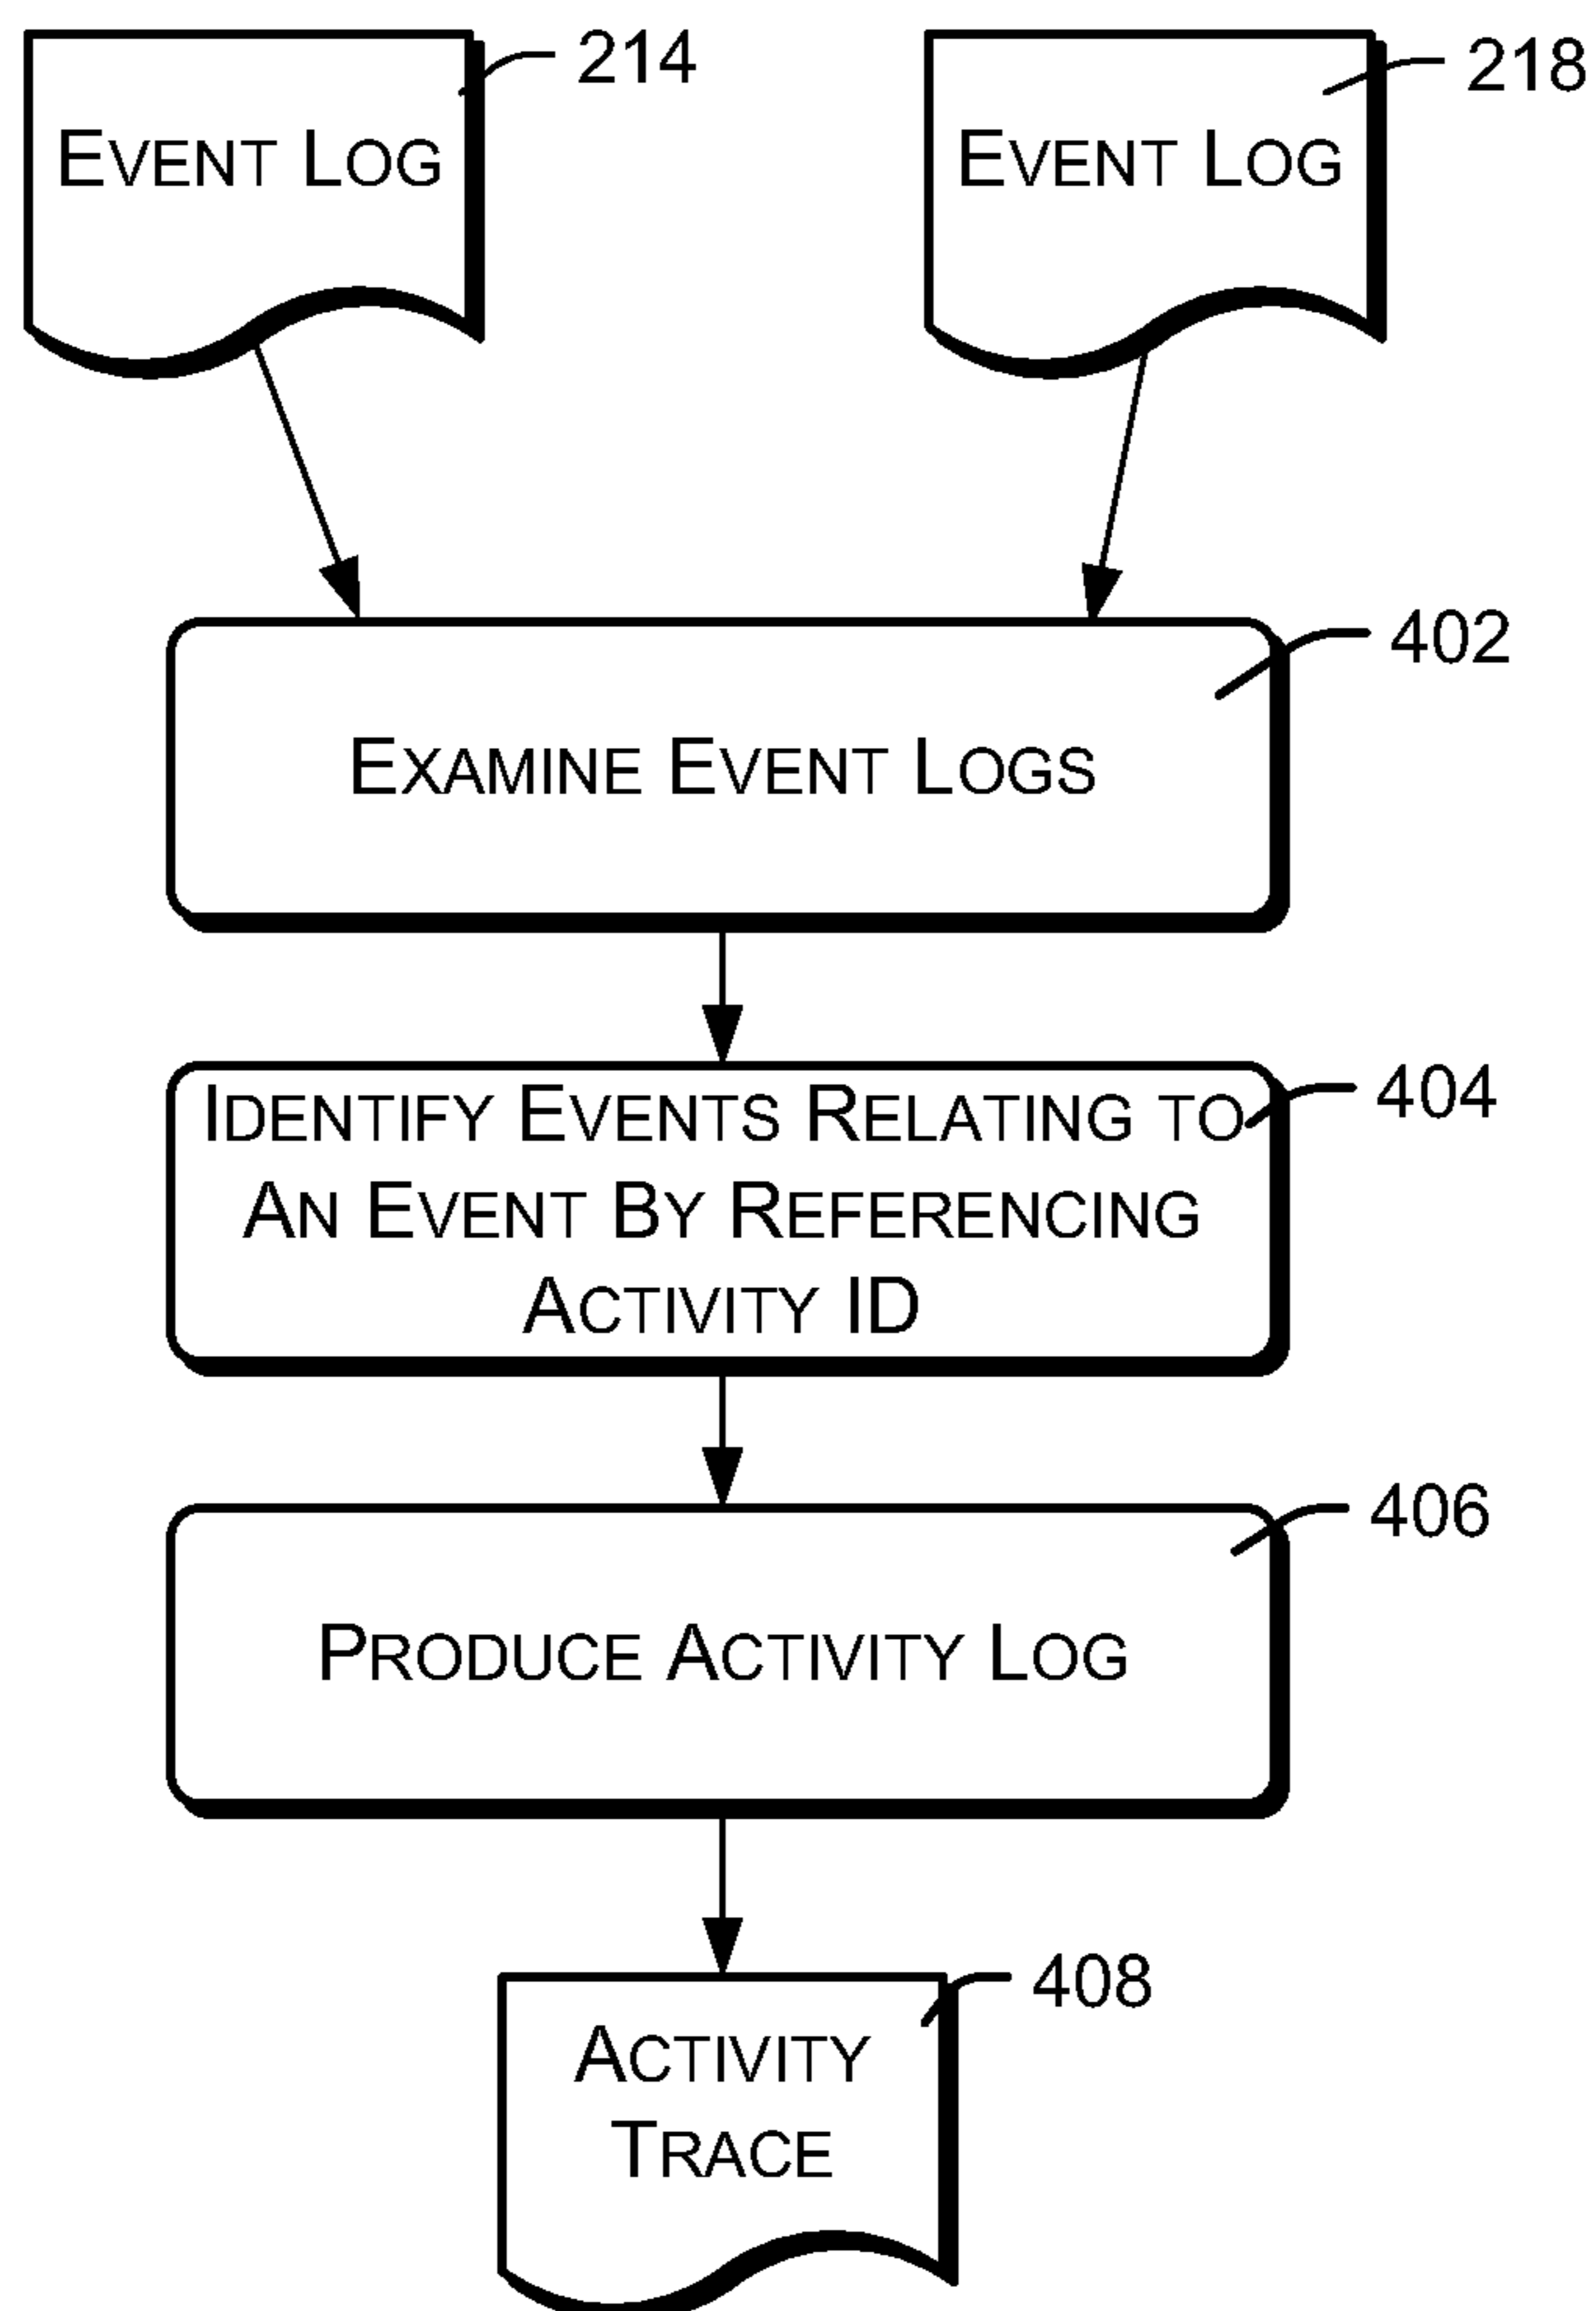 214
218
EVENT LOG
EVENT LOG
402
EXAMINE EVENT LOGS
404
IDENTIFY EVENTS RELATING TO
AN EVENT BY REFERENCING
ACTIVITY ID
406
PRODUCE ACTIVITY LOG
408
ACTIVITY
TRACE